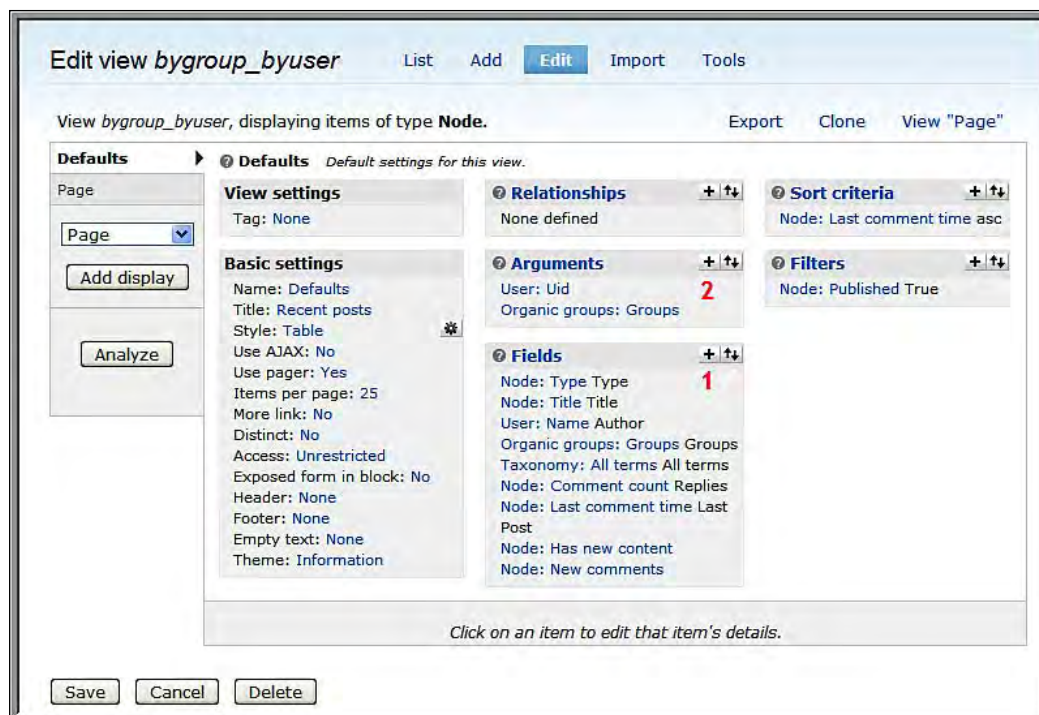 Edit view bygroup_byuser List Add Edit Import Tools
View bygroup_byuser, displaying items of type Node. Export Clone View "Page"
Defaults
Page
Page
Add display
Analyze
Defaults Default settings for this view.
View settings
Tag: None
Basic settings
Name: Defaults
Title: Recent posts
Style: Table
Use AJAX: No
Use pager: Yes
Items per page: 25
More link: No
Distinct: No
Access: Unrestricted
Exposed form in block: No
Header: None
Footer: None
Empty text: None
Theme: Information
Relationships
None defined
Arguments
User: Uid 2
Organic groups: Groups
Fields
Node: Type Type 1
Node: Title Title
User: Name Author
Organic groups: Groups Groups
Taxonomy: All terms All terms
Node: Comment count Replies
Node: Last comment time Last
Post
Node: Has new content
Node: New comments
Sort criteria
Node: Last comment time asc
Filters
Node: Published True
Click on an item to edit that item's details.
Save Cancel Delete